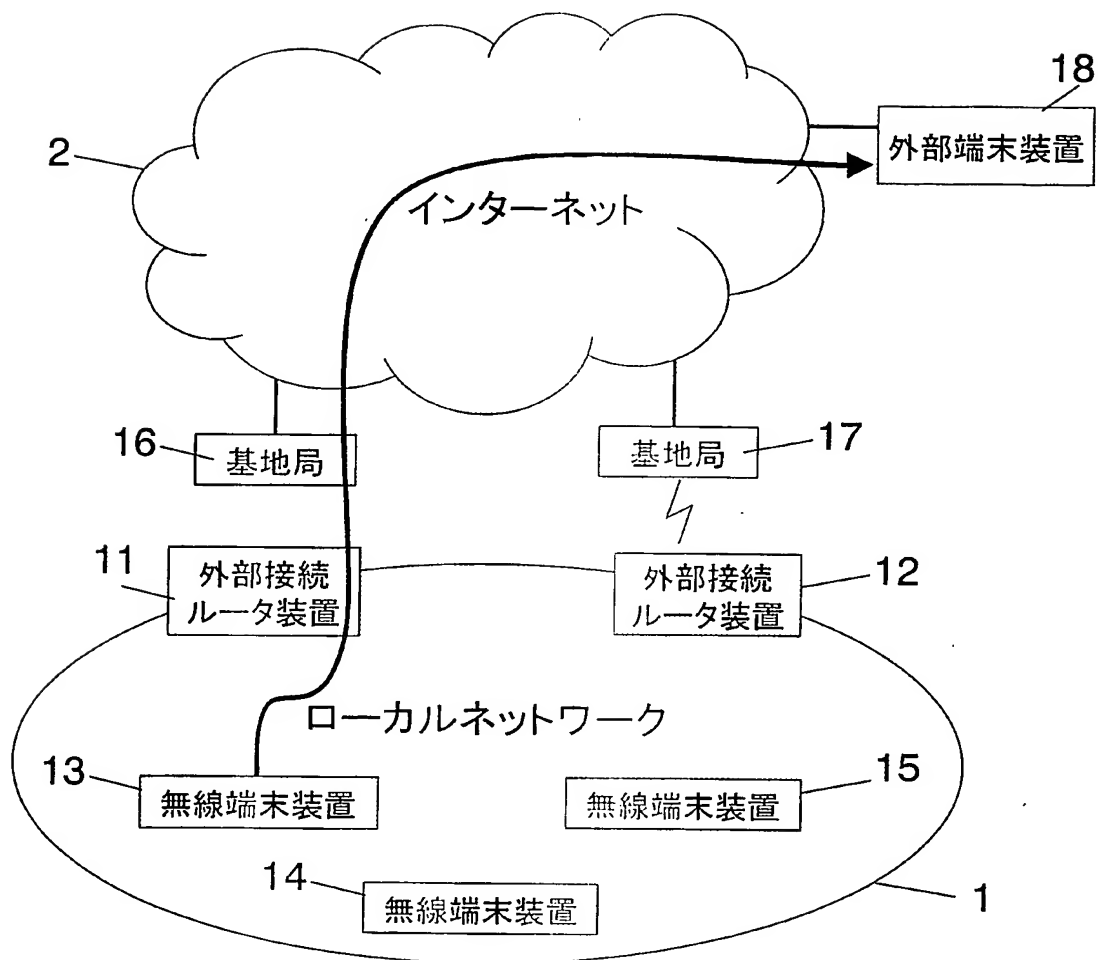 18
外部端末装置
2
インターネット
16
基地局
17
基地局
11
外部接続
ルータ装置
12
外部接続
ルータ装置
ローカルネットワーク
13
無線端末装置
15
無線端末装置
14
無線端末装置
1